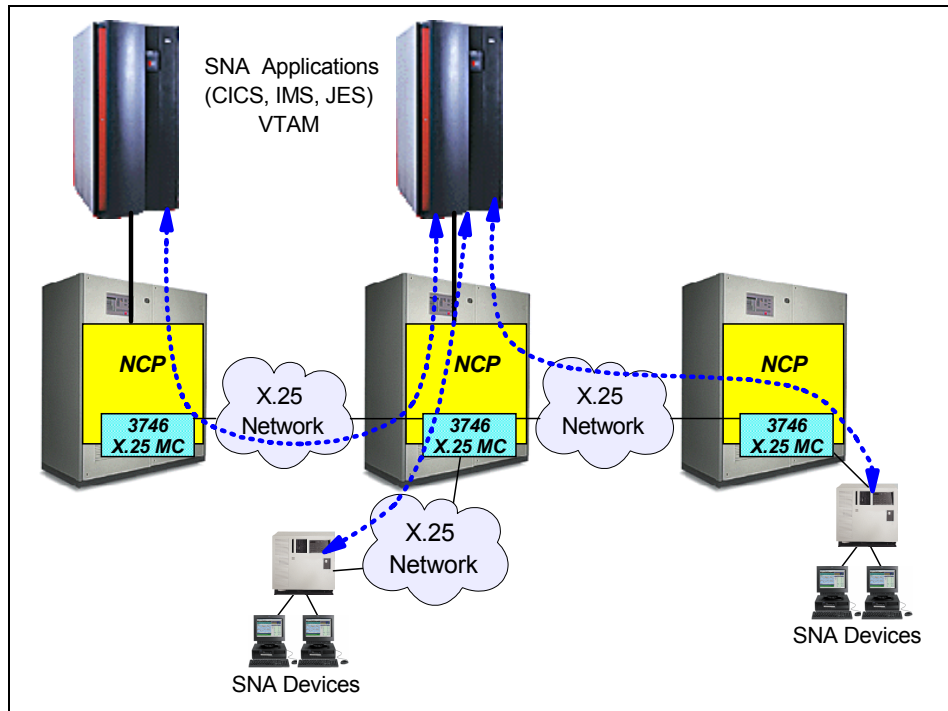 SNA Applications
(CICS, IMS, JES)
VTAM
NCP
3746
X.25 MC
X.25
Network
NCP
3746
X.25 MC
X.25
Network
NCP
3746
X.25 MC
X.25
Network
SNA Devices
SNA Devices